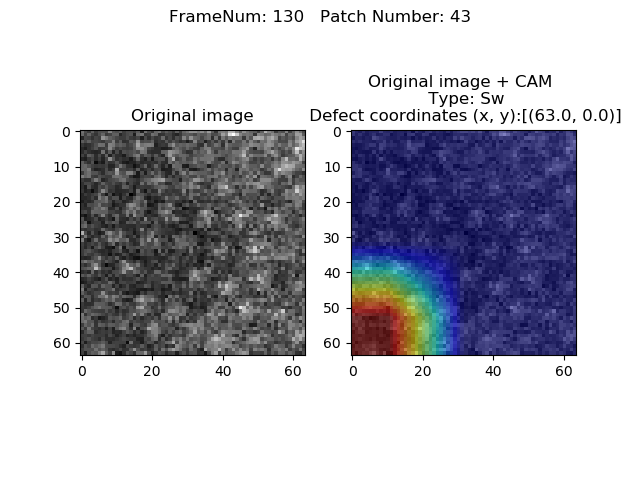 FrameNum: 130   Patch Number: 43
Original image + CAM
Type: Sw
Original image
Defect coordinates (x, y):[(63.0, 0.0)]
0
10
20
30
40
50
60
0 20 40 60
0
10
20
30
40
50
60
0 20 40 60